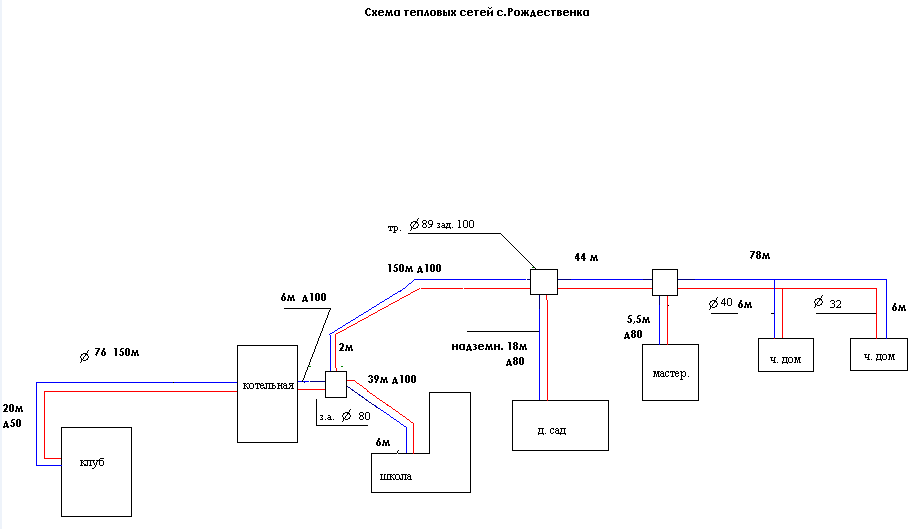 Схема тепловых сетей с.Рождественка
тр. Ø 89 зад. 100
44 м
78м
150м д100
6м д100
Ø 40 6м
Ø 32
6м
5,5м
д80
2м
надземн. 18м
д80
Ø 76 150м
ч. дом
ч. дом
котельная
39м д100
мастер.
20м
д50
з.а. Ø 80
д. сад
6м
клуб
школа